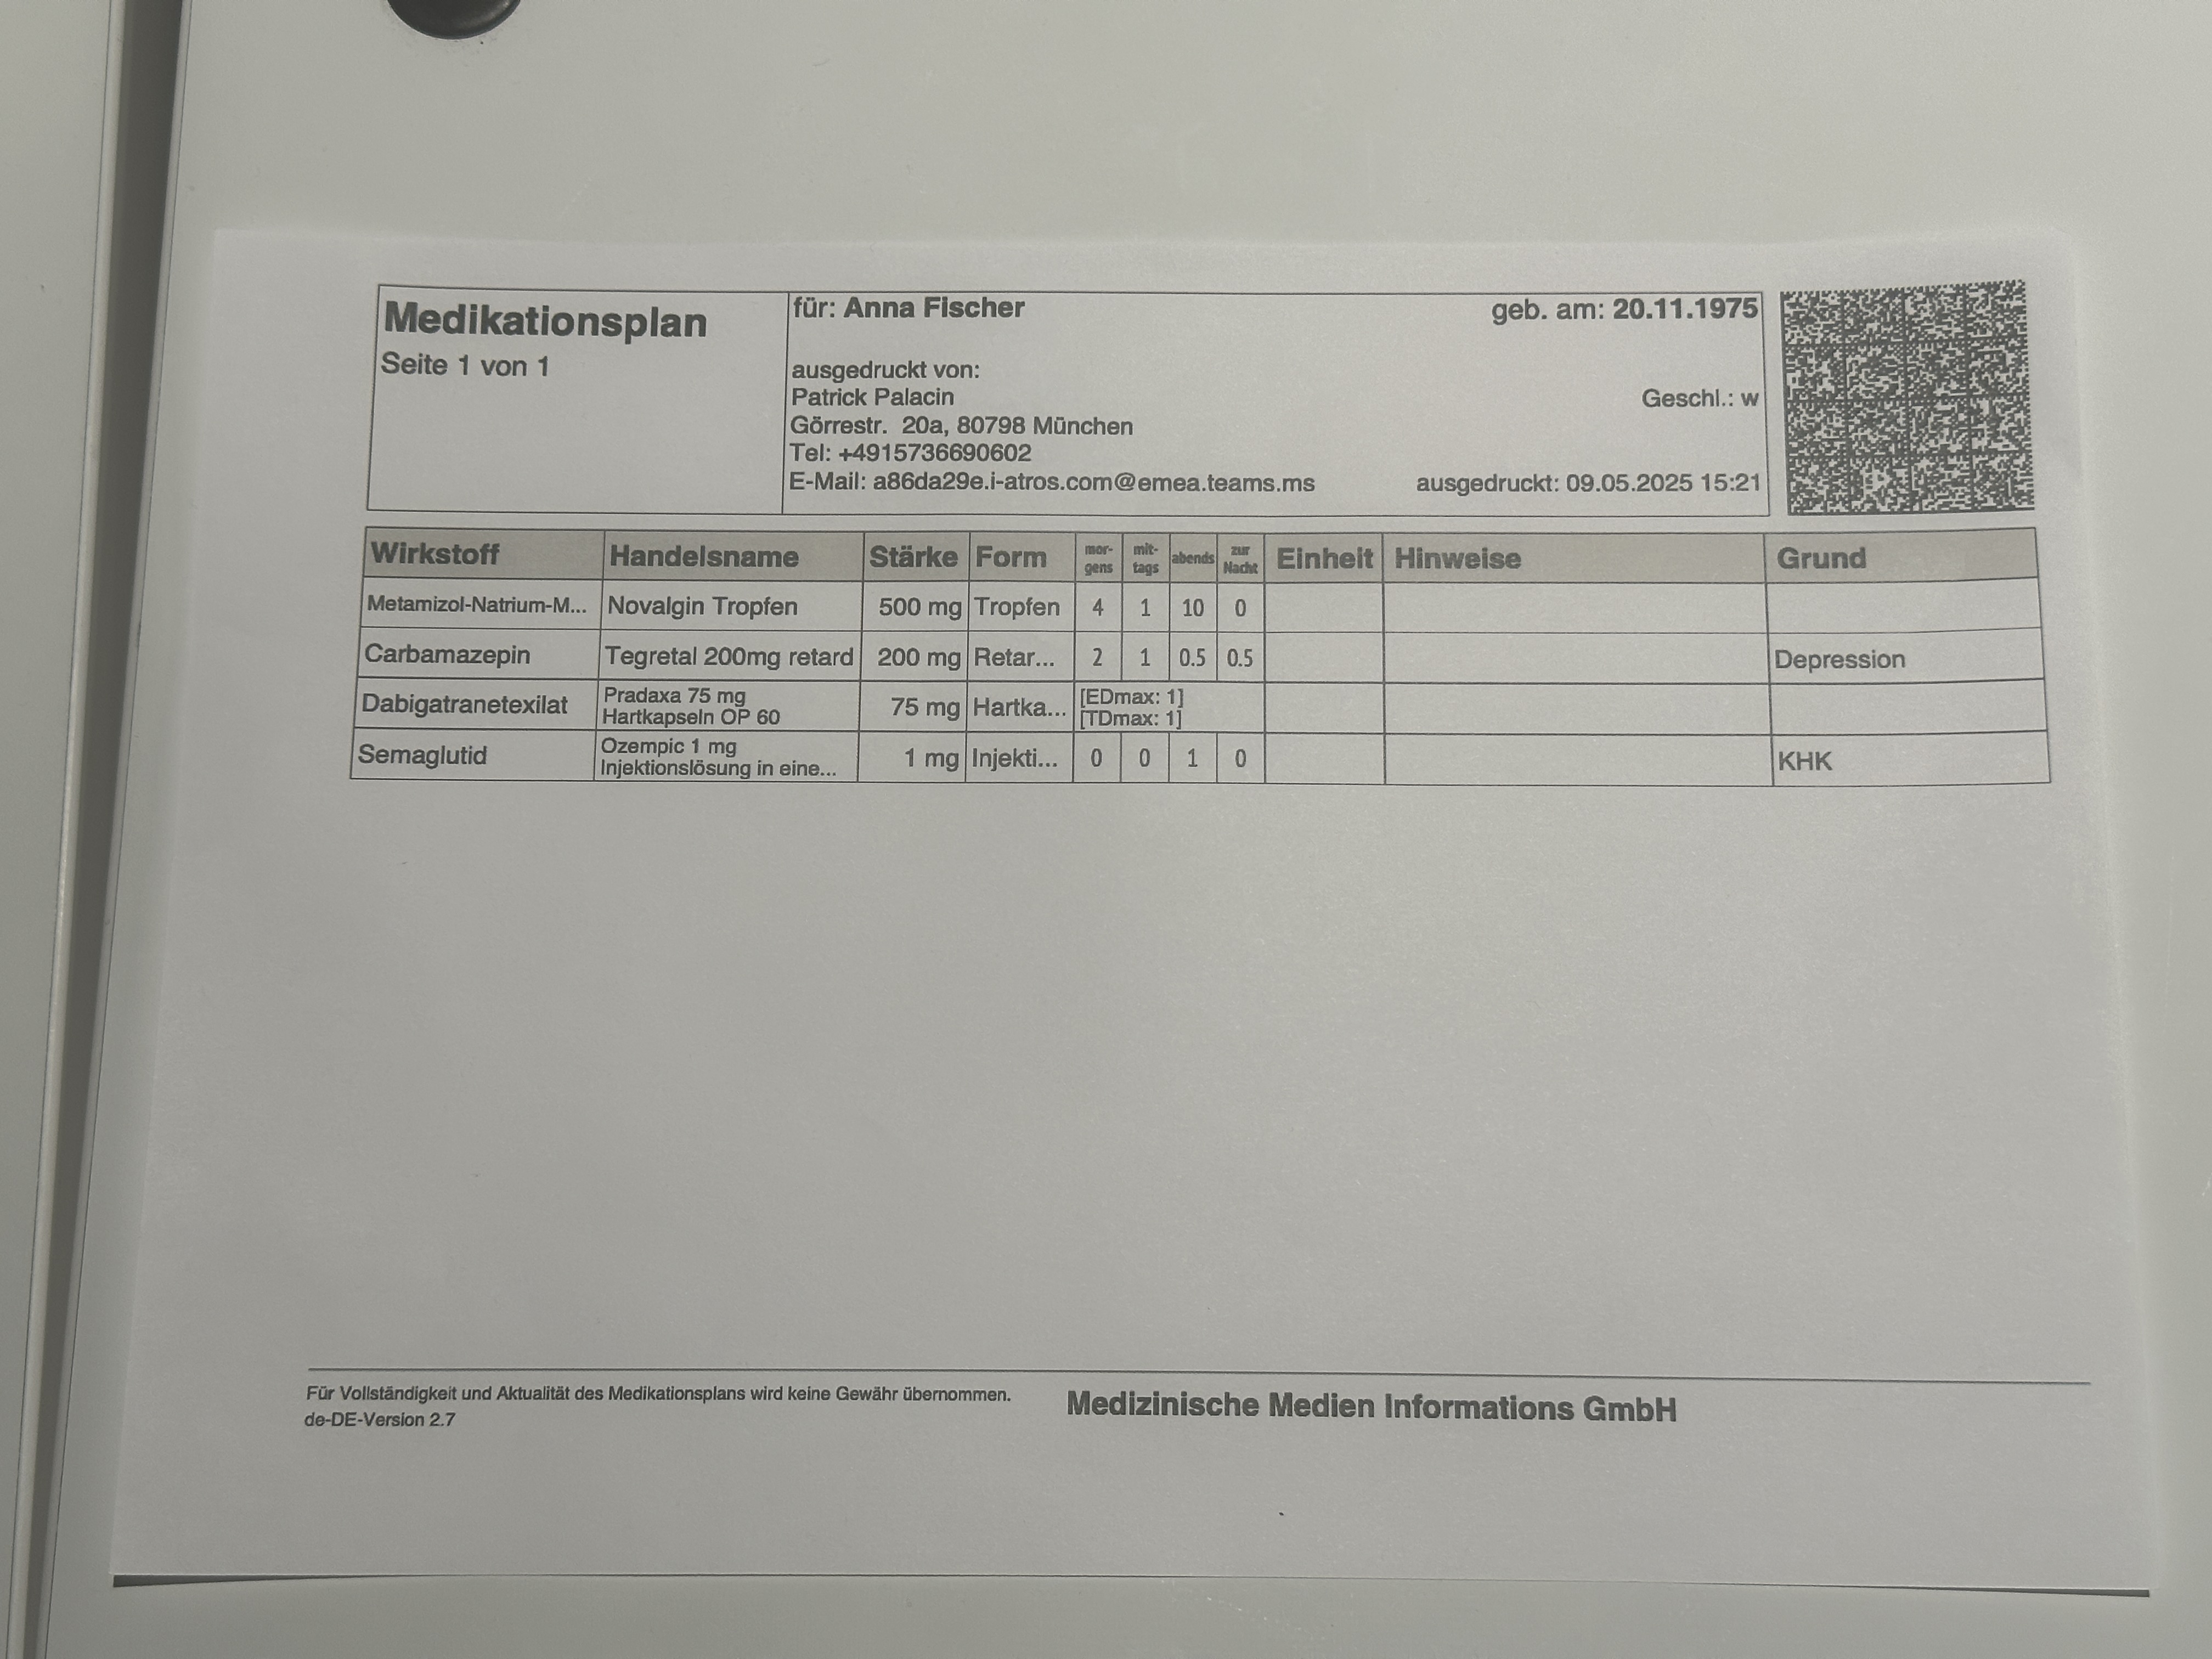 Medikationsplan
Seite 1 von 1
für: Anna Fischer
geb. am: 20.11.1975
ausgedruckt von:
Patrick Palacin
Geschl.: w
Görrestr. 20a, 80798 München
Tel: +4915736690602
E-Mail: a86da29e.i-atros.com@emea.teams.ms
ausgedruckt: 09.05.2025 15:21
Wirkstoff Handelsname Stärke Form mor-gens mit-tags abends zur Nacht Einheit Hinweise Grund
Metamizol-Natrium-M... Novalgin Tropfen 500 mg Tropfen 4 1 10 0
Carbamazepin Tegretal 200mg retard 200 mg Retar... 2 1 0.5 0.5 Depression
Dabigatranetexilat Pradaxa 75 mg Hartkapseln OP 60 75 mg Hartka... [EDmax: 1] [TDmax: 1]
Semaglutid Ozempic 1 mg Injektionslösung in eine... 1 mg Injekti... 0 0 1 0 KHK
Für Vollständigkeit und Aktualität des Medikationsplans wird keine Gewähr übernommen.
de-DE-Version 2.7
Medizinische Medien Informations GmbH